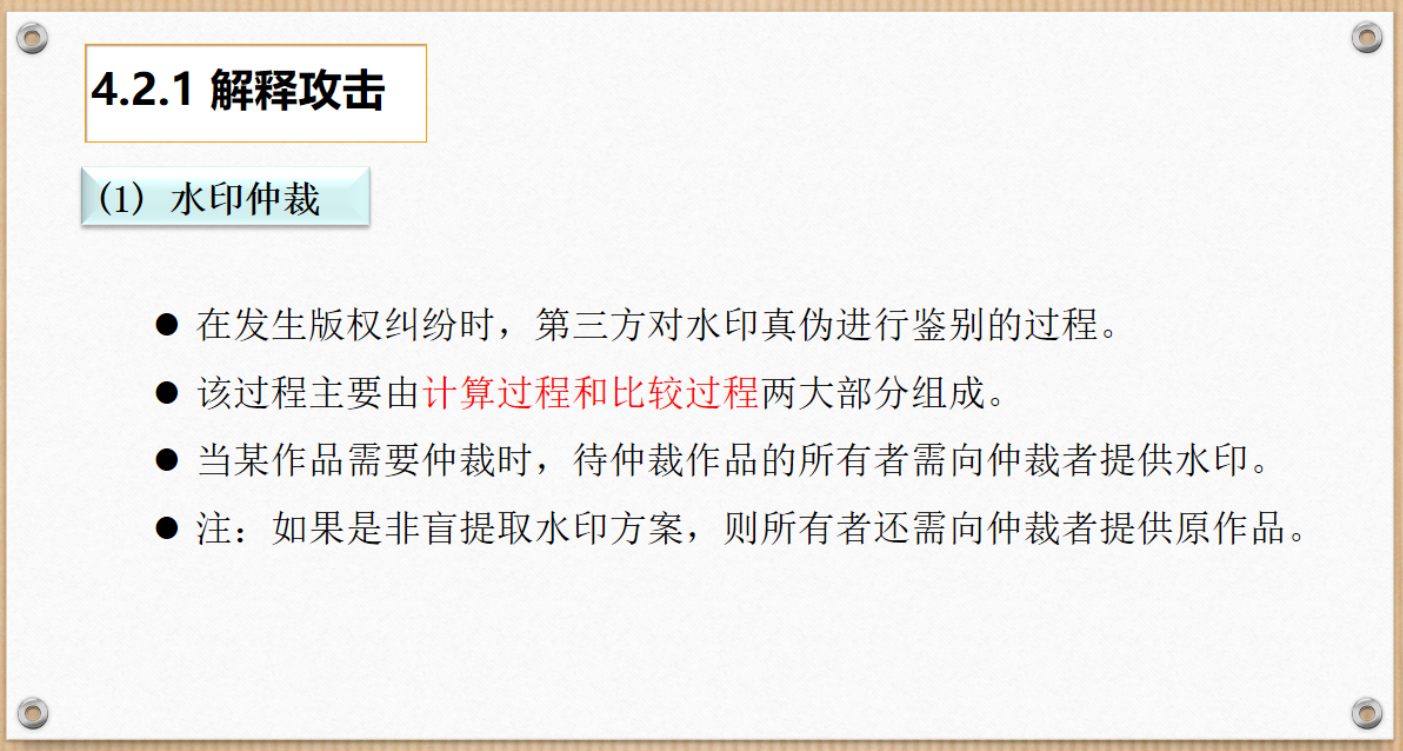 4.2.1 解释攻击
(1) 水印仲裁
● 在发生版权纠纷时，第三方对水印真伪进行鉴别的过程。
● 该过程主要由计算过程和比较过程两大部分组成。
● 当某作品需要仲裁时，待仲裁作品的所有者需向仲裁者提供水印。
● 注：如果是非盲提取水印方案，则所有者还需向仲裁者提供原作品。